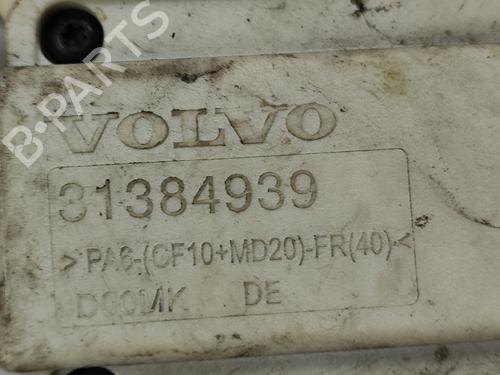 B-PARTS
VOLVO
31384939
>PA6-(CF10+MD20)-FR(40)<
D00MK DE